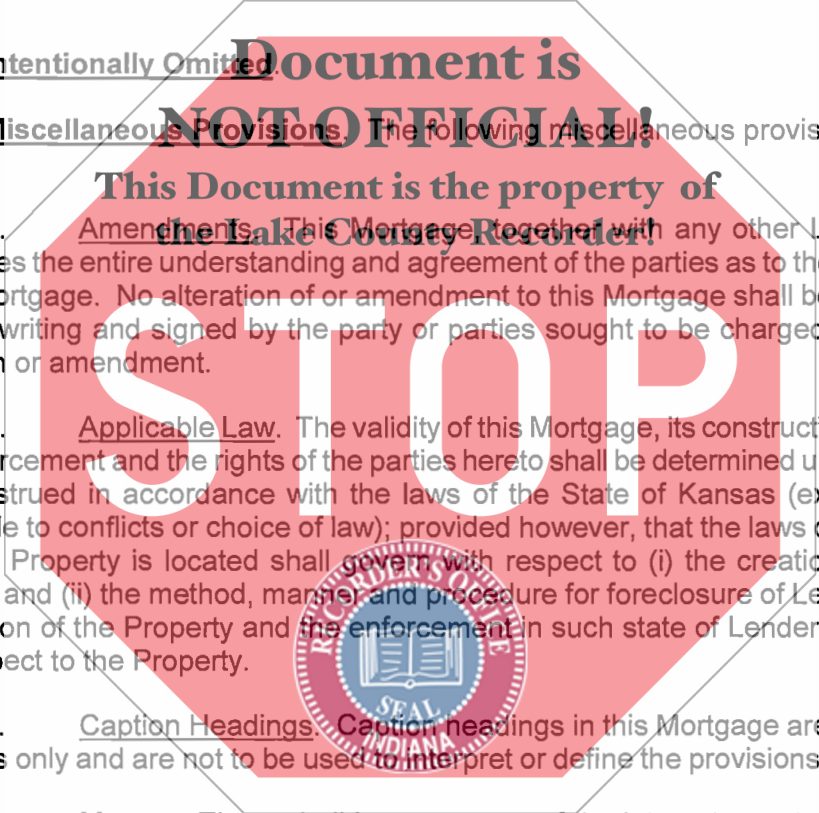 ntentionally Omitted.
Document is
NOT OFFICIAL!
This Document is the property of
the Lake County Recorder!
iscellaneous Provisions. The following miscellaneous provis
. Amendments. This Mortgage, together with any other L
es the entire understanding and agreement of the parties as to th
ortgage. No alteration of or amendment to this Mortgage shall b
writing and signed by the party or parties sought to be charged
n or amendment.
STOP
. Applicable Law. The validity of this Mortgage, its construct
rcement and the rights of the parties hereto shall be determined u
strued in accordance with the laws of the State of Kansas (ex
le to conflicts or choice of law); provided however, that the laws o
Property is located shall govern with respect to (i) the creatio
and (ii) the method, manner and procedure for foreclosure of Le
on of the Property and the enforcement in such state of Lender
pect to the Property.
RECORDER'S OFFICE
SEAL
INDIANA
. Caption Headings. Caption headings in this Mortgage are
s only and are not to be used to interpret or define the provisions